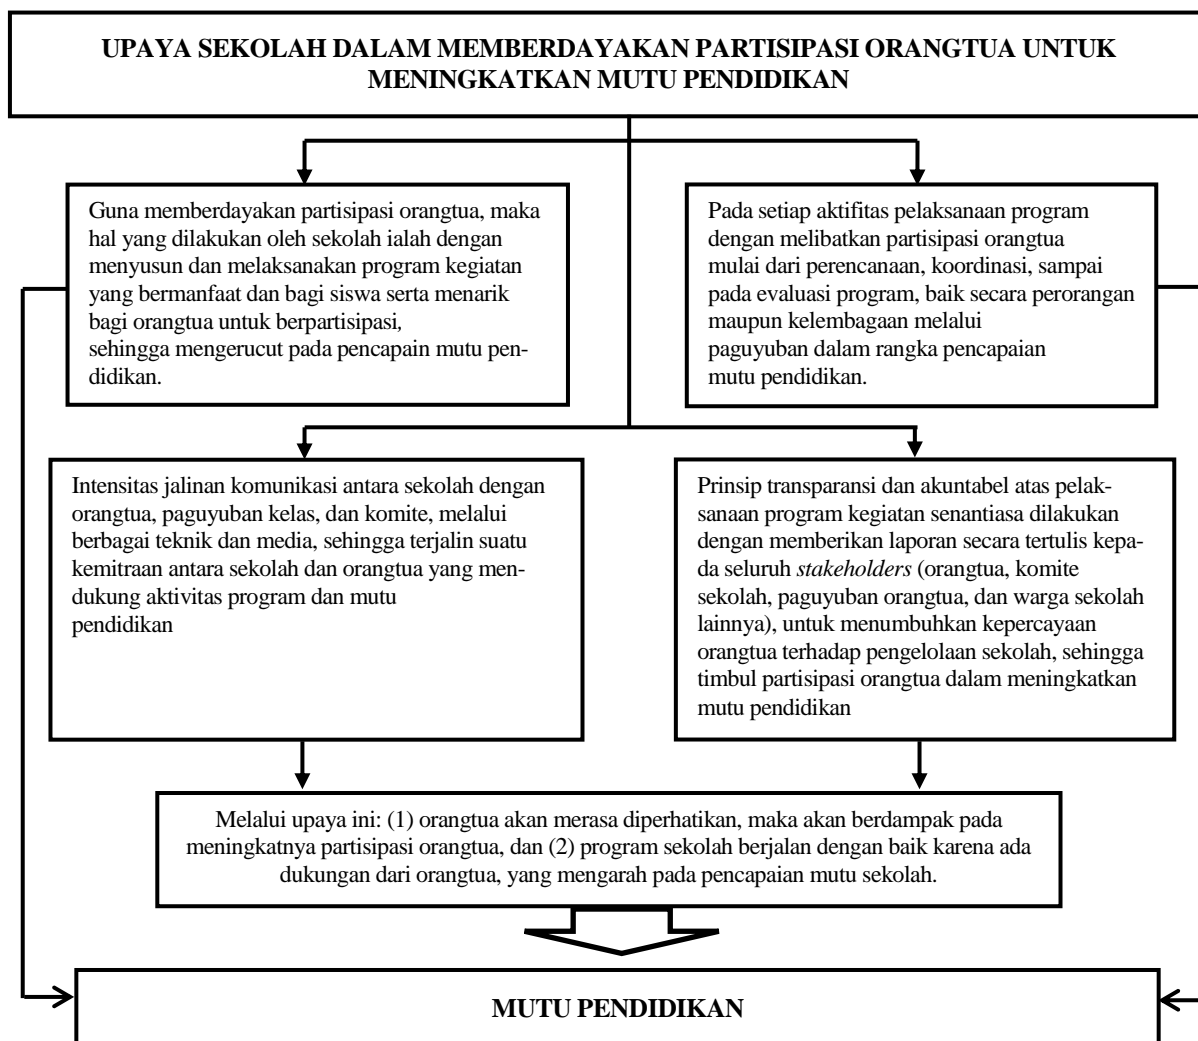 UPAYA SEKOLAH DALAM MEMBERDAYAKAN PARTISIPASI ORANGTUA UNTUK
MENINGKATKAN MUTU PENDIDIKAN
Guna memberdayakan partisipasi orangtua, maka
hal yang dilakukan oleh sekolah ialah dengan
menyusun dan melaksanakan program kegiatan
yang bermanfaat dan bagi siswa serta menarik
bagi orangtua untuk berpartisipasi,
sehingga mengerucut pada pencapain mutu pen-
didikan.
Pada setiap aktifitas pelaksanaan program
dengan melibatkan partisipasi orangtua
mulai dari perencanaan, koordinasi, sampai
pada evaluasi program, baik secara perorangan
maupun kelembagaan melalui
paguyuban dalam rangka pencapaian
mutu pendidikan.
Intensitas jalinan komunikasi antara sekolah dengan
orangtua, paguyuban kelas, dan komite, melalui
berbagai teknik dan media, sehingga terjalin suatu
kemitraan antara sekolah dan orangtua yang men-
dukung aktivitas program dan mutu
pendidikan
Prinsip transparansi dan akuntabel atas pelak-
sanaan program kegiatan senantiasa dilakukan
dengan memberikan laporan secara tertulis kepa-
da seluruh stakeholders (orangtua, komite
sekolah, paguyuban orangtua, dan warga sekolah
lainnya), untuk menumbuhkan kepercayaan
orangtua terhadap pengelolaan sekolah, sehingga
timbul partisipasi orangtua dalam meningkatkan
mutu pendidikan
Melalui upaya ini: (1) orangtua akan merasa diperhatikan, maka akan berdampak pada
meningkatnya partisipasi orangtua, dan (2) program sekolah berjalan dengan baik karena ada
dukungan dari orangtua, yang mengarah pada pencapaian mutu sekolah.
MUTU PENDIDIKAN